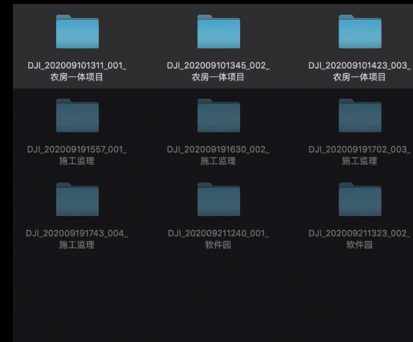 DJI_202009101311_001_
农房一体项目
DJI_202009101345_002_
农房一体项目
DJI_202009101423_003_
农房一体项目
DJI_202009191557_001_
施工监理
DJI_202009191630_002_
施工监理
DJI_202009191702_003_
施工监理
DJI_202009191743_004_
施工监理
DJI_202009211240_001_
软件园
DJI_202009211323_002_
软件园